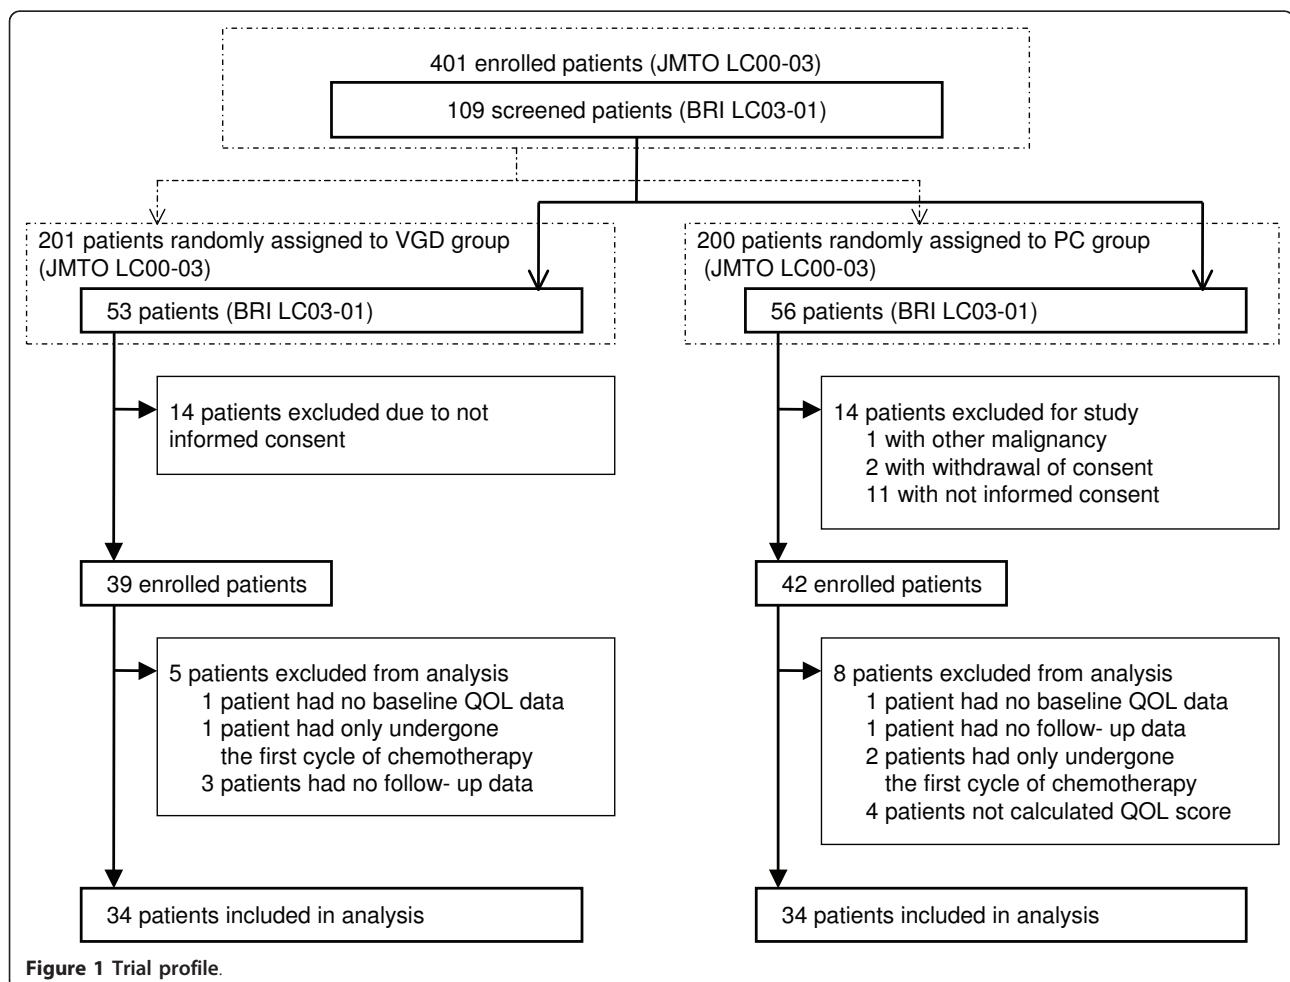 401 enrolled patients (JMTO LC00-03)
109 screened patients (BRI LC03-01)
201 patients randomly assigned to VGD group
(JMTO LC00-03)
53 patients (BRI LC03-01)
200 patients randomly assigned to PC group
(JMTO LC00-03)
56 patients (BRI LC03-01)
14 patients excluded due to not
informed consent
14 patients excluded for study
1 with other malignancy
2 with withdrawal of consent
11 with not informed consent
39 enrolled patients
42 enrolled patients
5 patients excluded from analysis
1 patient had no baseline QOL data
1 patient had only undergone
the first cycle of chemotherapy
3 patients had no follow- up data
8 patients excluded from analysis
1 patient had no baseline QOL data
1 patient had no follow- up data
2 patients had only undergone
the first cycle of chemotherapy
4 patients not calculated QOL score
34 patients included in analysis
34 patients included in analysis
Figure 1 Trial profile.